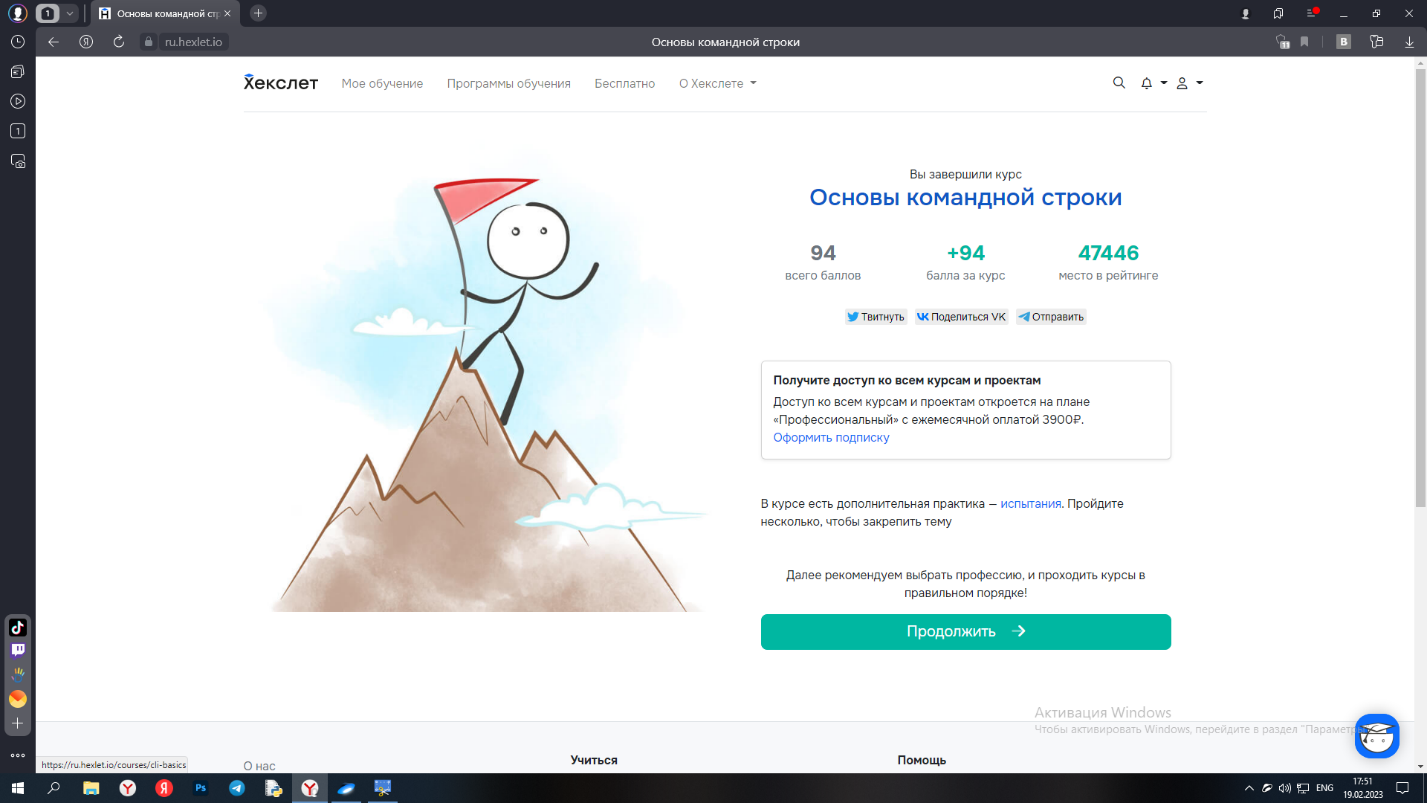 1
Основы командной стр
ru.hexlet.io
Основы командной строки
11
B
1
Хекслет
Мое обучение
Программы обучения
Бесплатно
О Хекслете
Вы завершили курс
Основы командной строки
94
+94
47446
всего баллов
балла за курс
место в рейтинге
Твитнуть
Поделиться VK
Отправить
Получите доступ ко всем курсам и проектам
Доступ ко всем курсам и проектам откроется на плане
«Профессиональный» с ежемесячной оплатой 3900₽.
Оформить подписку
В курсе есть дополнительная практика — испытания. Пройдите
несколько, чтобы закрепить тему
Далее рекомендуем выбрать профессию, и проходить курсы в
правильном порядке!
Продолжить
Активация Windows
Чтобы активировать Windows, перейдите в раздел "Параметр
О нас
Учиться
Помощь
https://ru.hexlet.io/courses/cli-basics
Я
Ps
ENG
17:51
19.02.2023